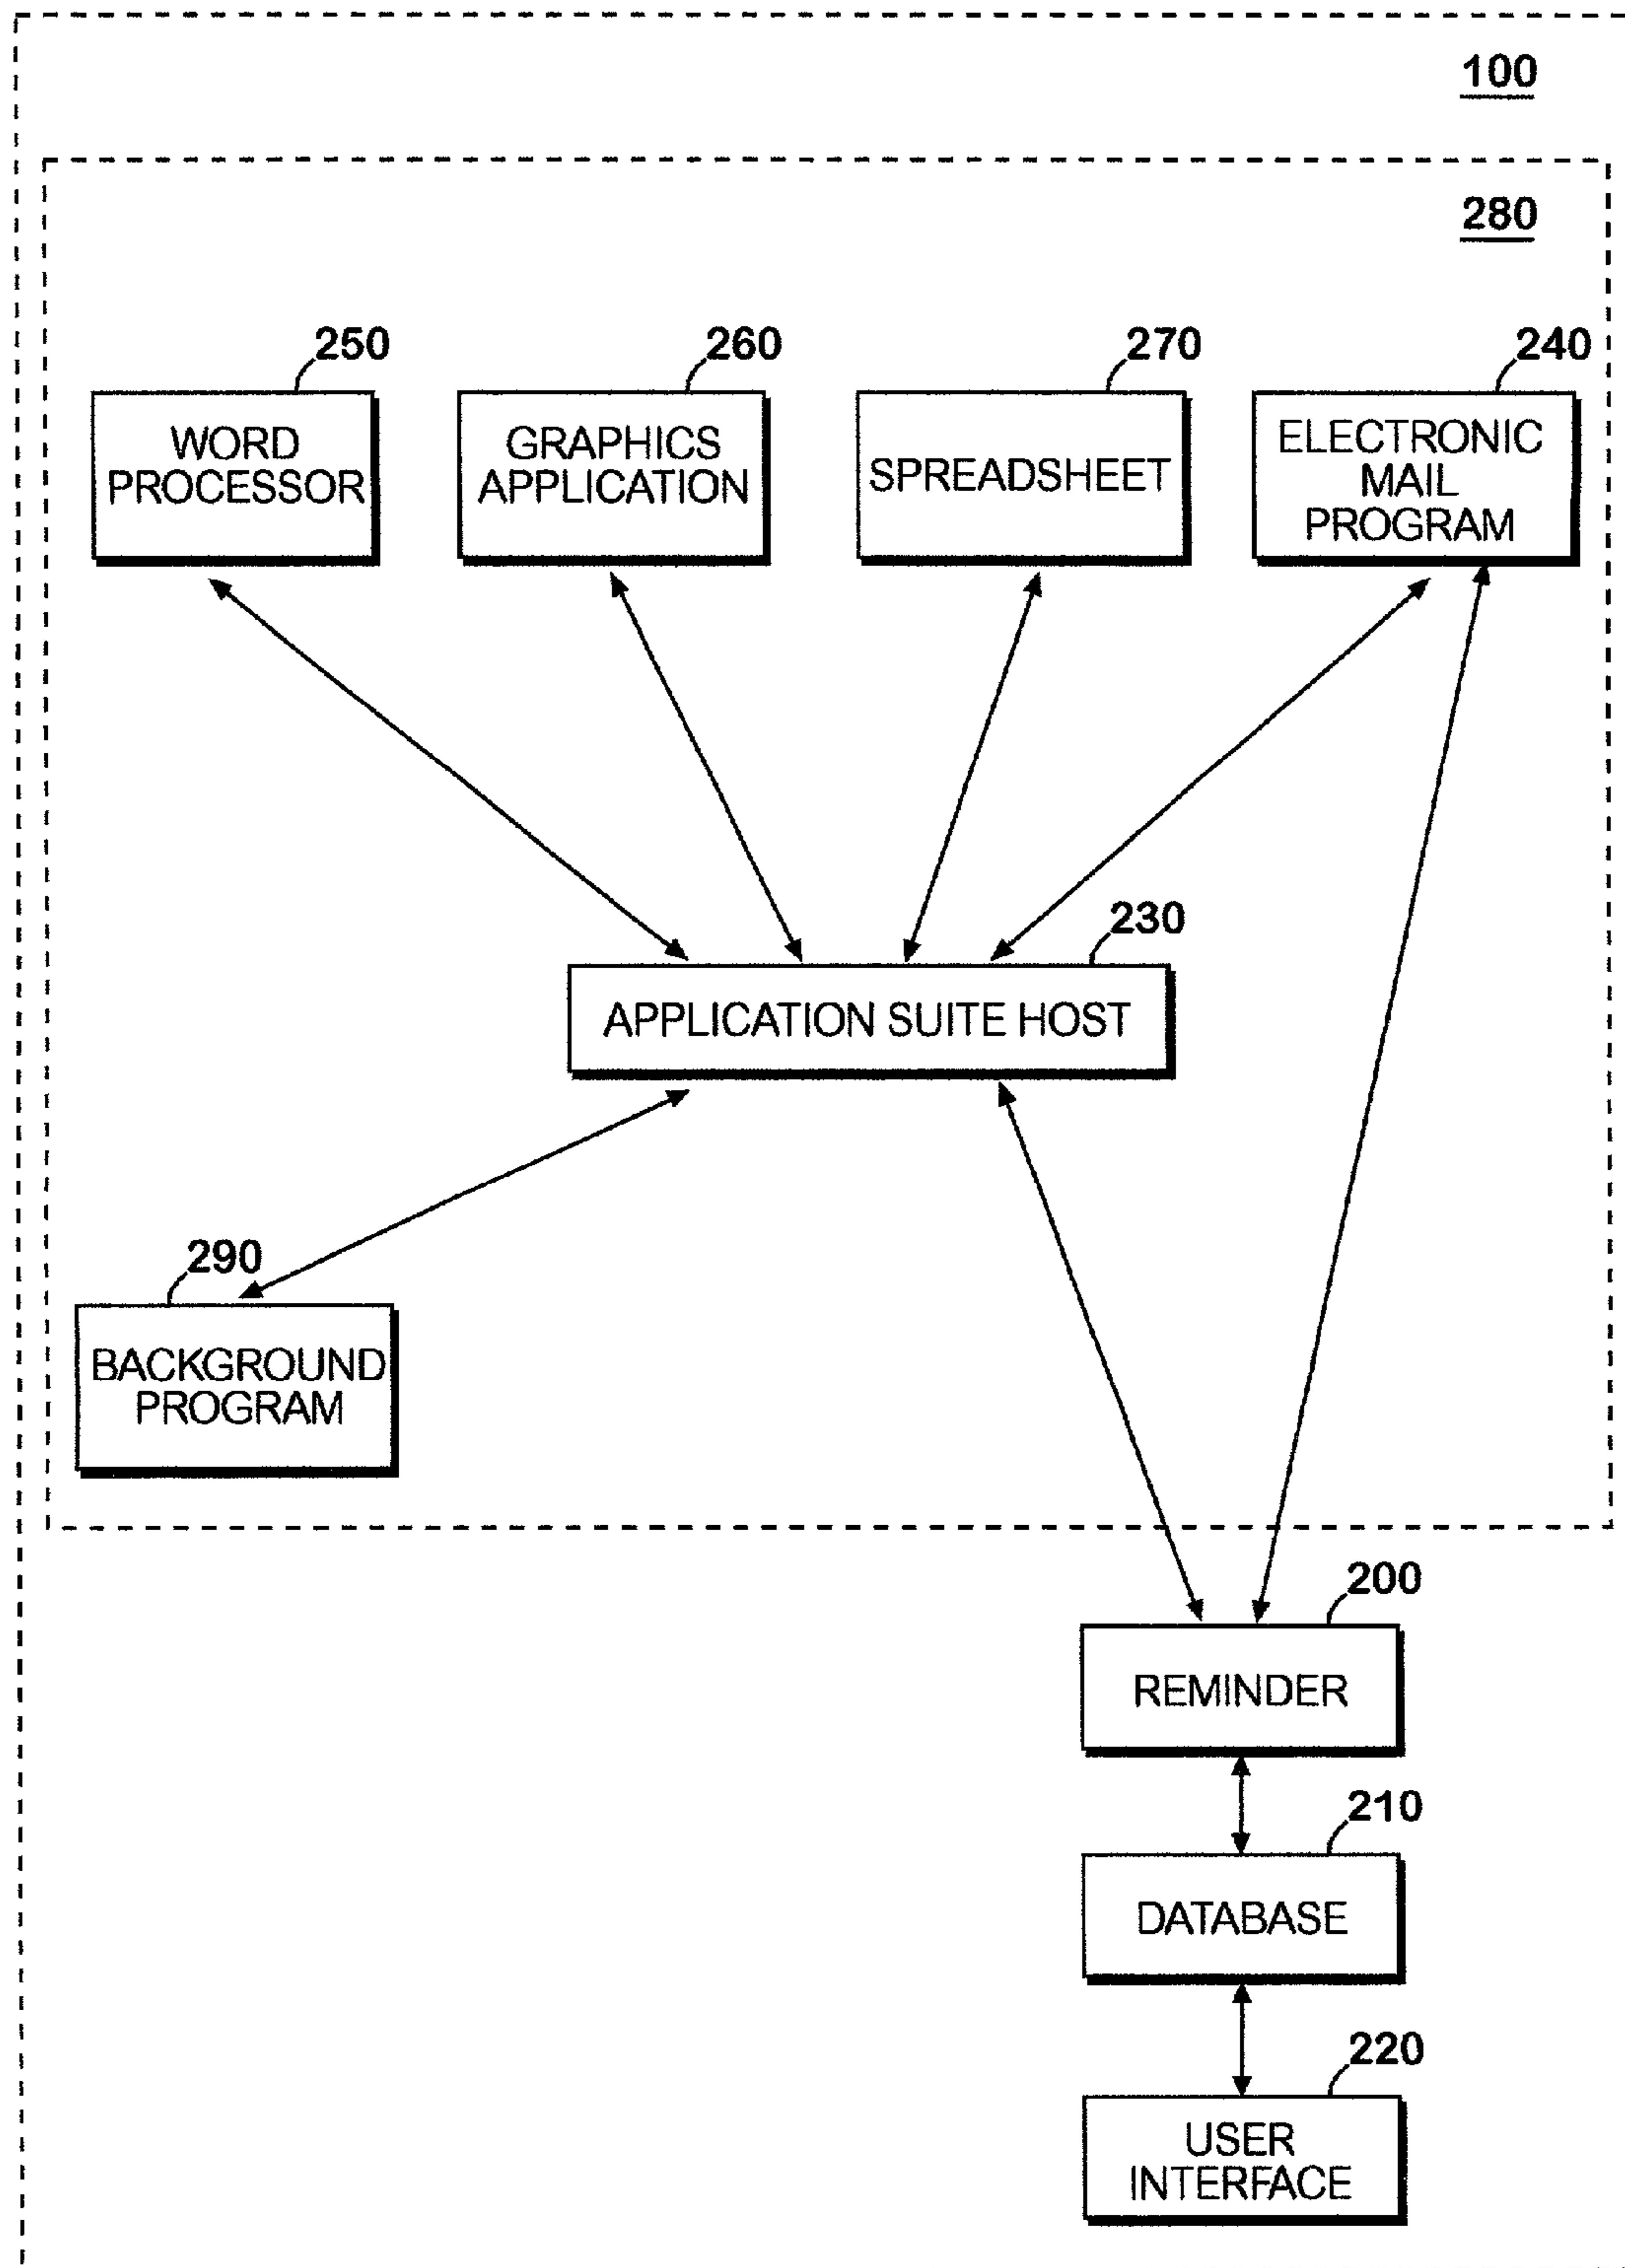 100
280
250
WORD
PROCESSOR
260
GRAPHICS
APPLICATION
270
SPREADSHEET
240
ELECTRONIC
MAIL
PROGRAM
230
APPLICATION SUITE HOST
290
BACKGROUND
PROGRAM
200
REMINDER
210
DATABASE
220
USER
INTERFACE